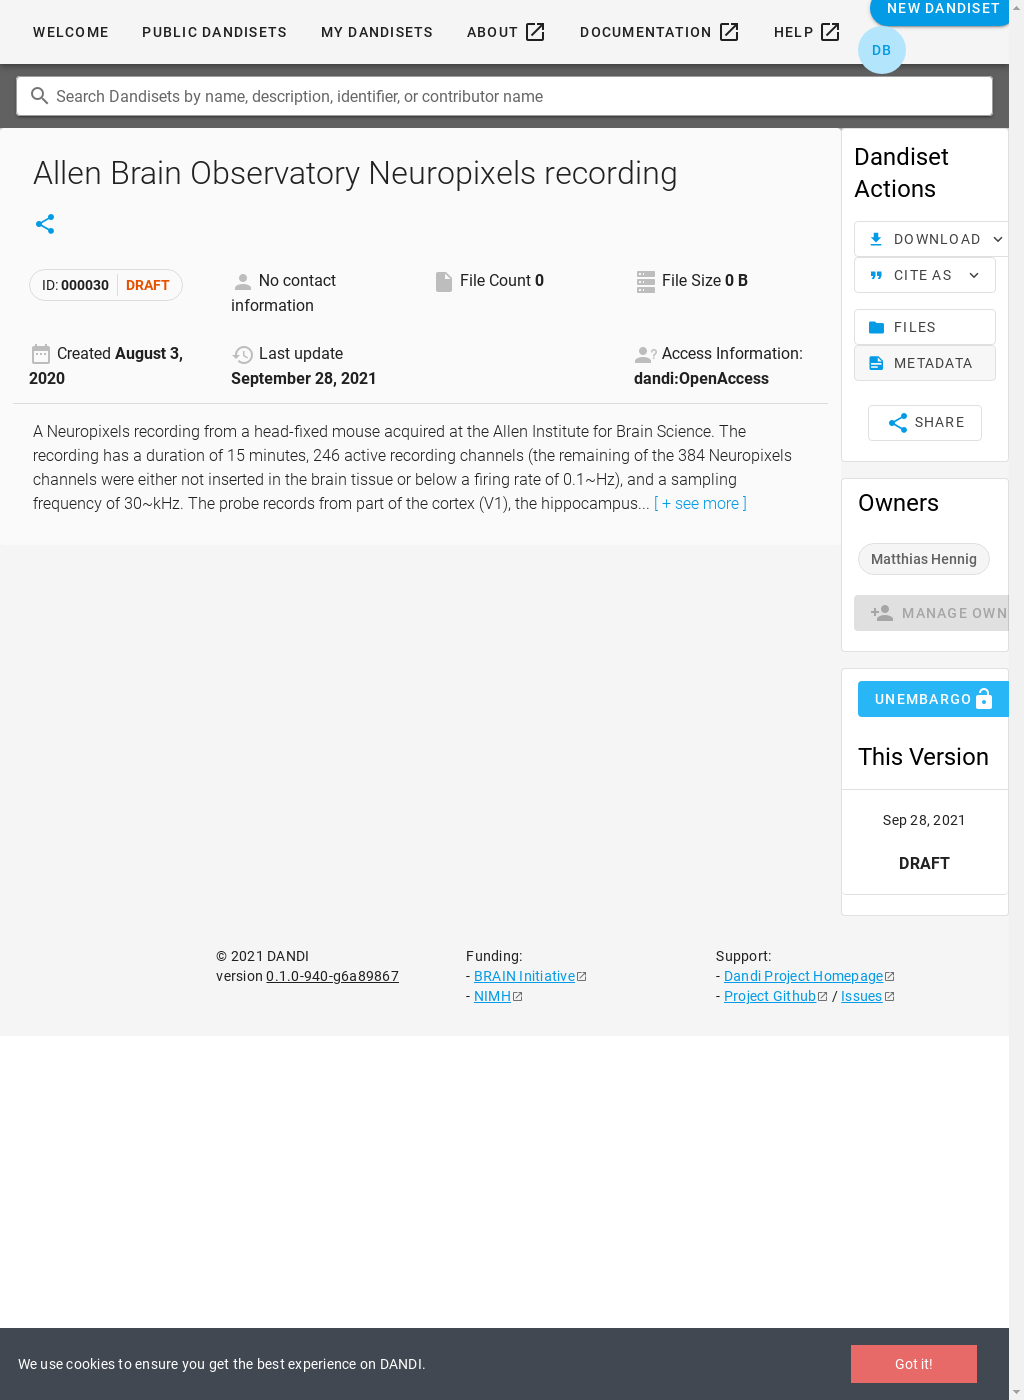 WELCOME PUBLIC DANDISETS MY DANDISETS ABOUT DOCUMENTATION HELP NEW DANDISET
DB
Search Dandisets by name, description, identifier, or contributor name
Allen Brain Observatory Neuropixels recording
ID: 000030 DRAFT
No contact
information
File Count 0
File Size 0 B
Created August 3,
2020
Last update
September 28, 2021
Access Information:
dandi:OpenAccess
A Neuropixels recording from a head-fixed mouse acquired at the Allen Institute for Brain Science. The
recording has a duration of 15 minutes, 246 active recording channels (the remaining of the 384 Neuropixels
channels were either not inserted in the brain tissue or below a firing rate of 0.1~Hz), and a sampling
frequency of 30~kHz. The probe records from part of the cortex (V1), the hippocampus... [ + see more ]
Dandiset
Actions
DOWNLOAD
CITE AS
FILES
METADATA
SHARE
Owners
Matthias Hennig
MANAGE OWN
UNEMBARGO
This Version
Sep 28, 2021
DRAFT
© 2021 DANDI
version 0.1.0-940-g6a89867
Funding:
- BRAIN Initiative
- NIMH
Support:
- Dandi Project Homepage
- Project Github / Issues
We use cookies to ensure you get the best experience on DANDI.
Got it!